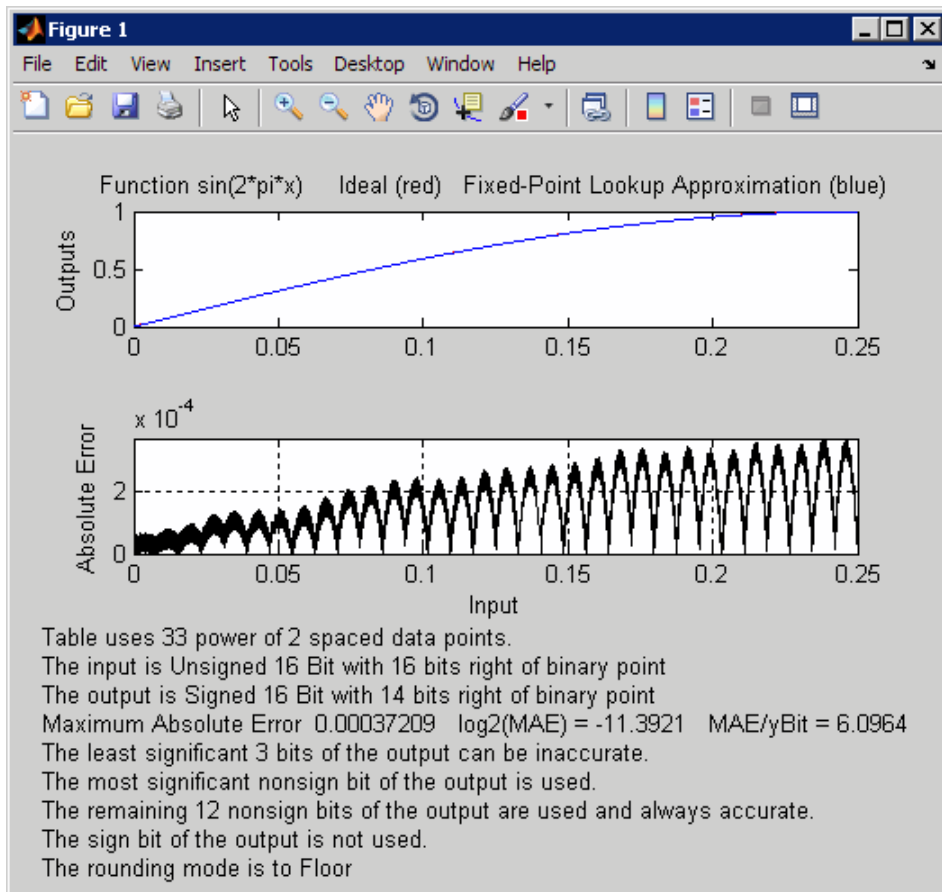 Figure 1
File Edit View Insert Tools Desktop Window Help
Function sin(2*pi*x) Ideal (red) Fixed-Point Lookup Approximation (blue)
Outputs
1
0.5
0
0 0.05 0.1 0.15 0.2 0.25
x 10^-4
Absolute Error
2
0
0 0.05 0.1 0.15 0.2 0.25
Input
Table uses 33 power of 2 spaced data points.
The input is Unsigned 16 Bit with 16 bits right of binary point
The output is Signed 16 Bit with 14 bits right of binary point
Maximum Absolute Error 0.00037209 log2(MAE) = -11.3921 MAE/yBit = 6.0964
The least significant 3 bits of the output can be inaccurate.
The most significant nonsign bit of the output is used.
The remaining 12 nonsign bits of the output are used and always accurate.
The sign bit of the output is not used.
The rounding mode is to Floor